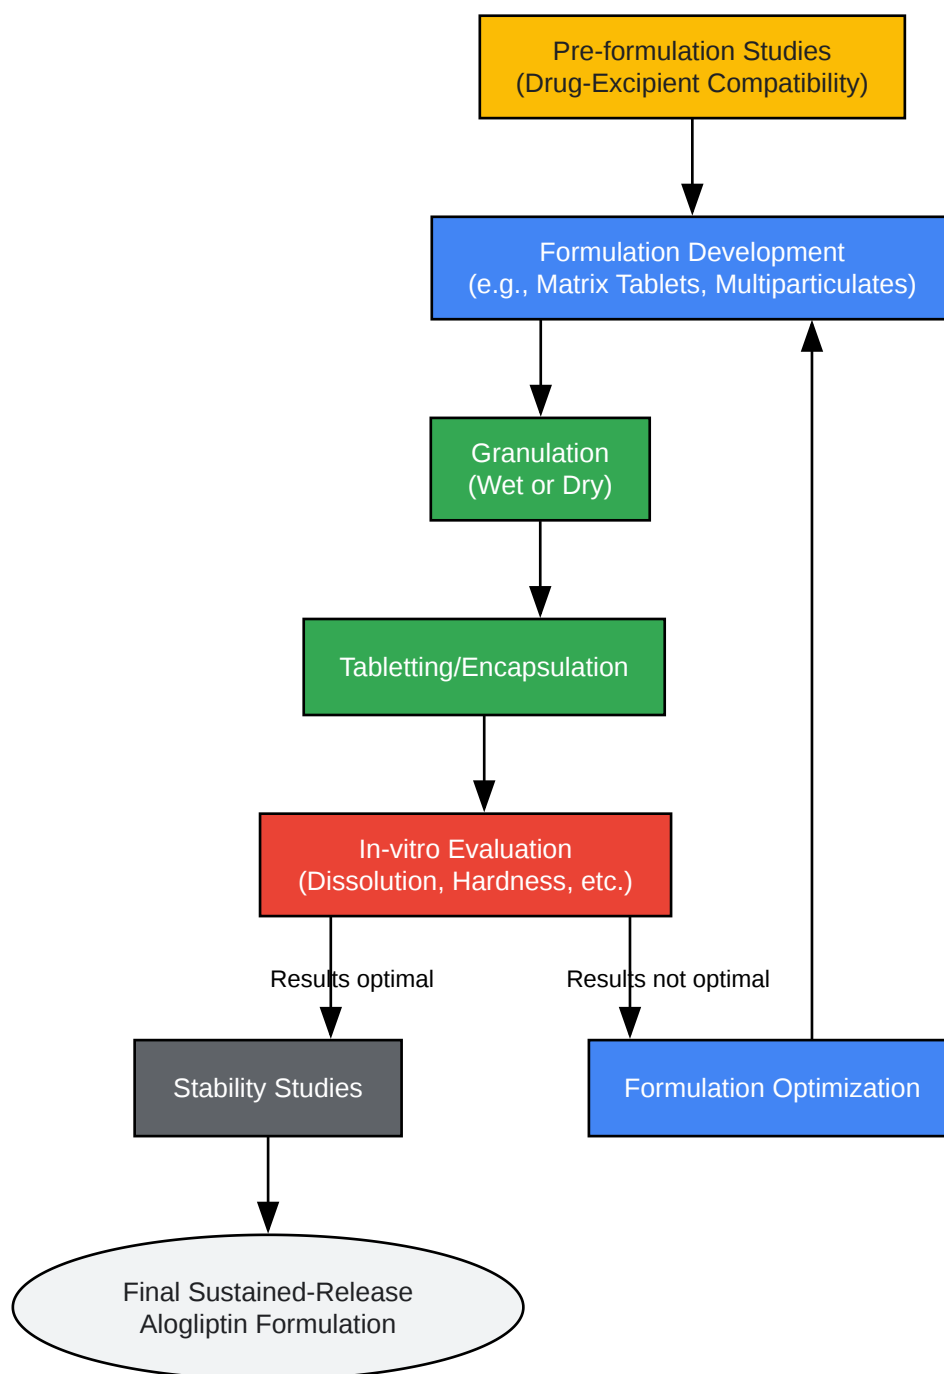 Pre-formulation Studies
(Drug-Excipient Compatibility)
Formulation Development
(e.g., Matrix Tablets, Multiparticulates)
Granulation
(Wet or Dry)
Tabletting/Encapsulation
In-vitro Evaluation
(Dissolution, Hardness, etc.)
Results optimal
Results not optimal
Stability Studies
Formulation Optimization
Final Sustained-Release
Alogliptin Formulation